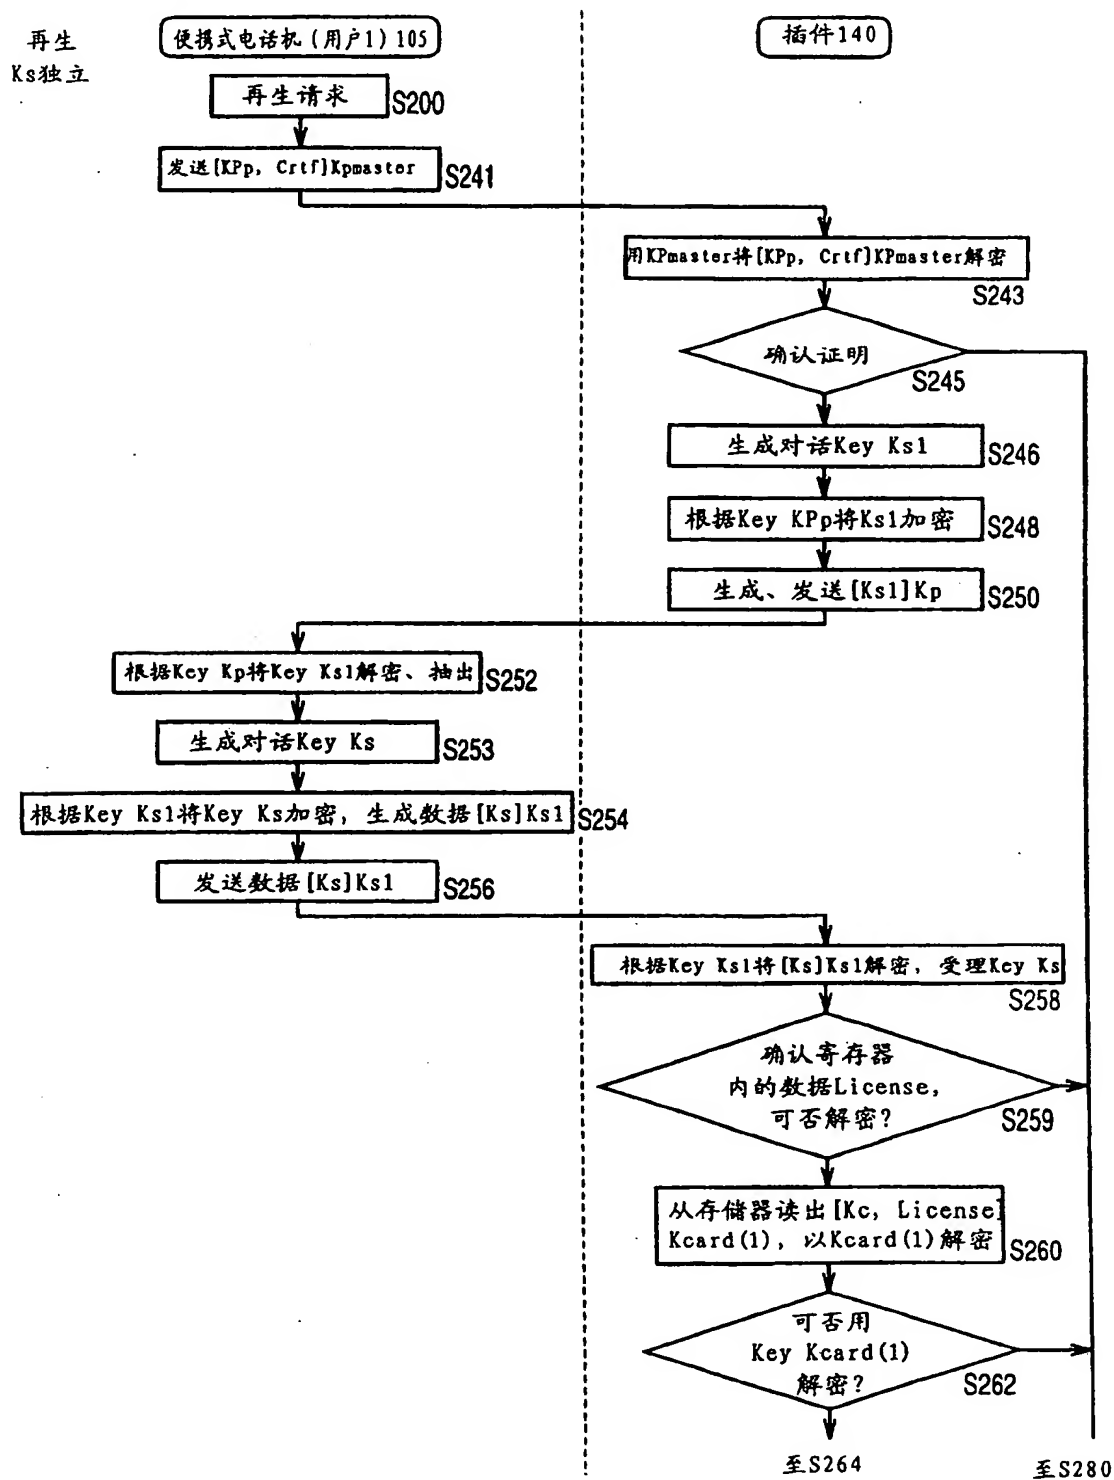 再生
Ks独立
便携式电话机(用户1)105
插件140
再生请求
S200
发送[KPp, Crtf]Kpmaster
S241
用KPmaster将[KPp, Crtf]KPmaster解密
S243
确认证明
S245
生成对话Key Ks1
S246
根据Key KPp将Ks1加密
S248
生成、发送[Ks1]Kp
S250
根据Key Kp将Key Ks1解密、抽出
S252
生成对话Key Ks
S253
根据Key Ks1将Key Ks加密, 生成数据[Ks]Ks1
S254
发送数据[Ks]Ks1
S256
根据Key Ks1将[Ks]Ks1解密, 受理Key Ks
S258
确认寄存器
内的数据License,
可否解密?
S259
从存储器读出[Kc, License]
Kcard(1), 以Kcard(1)解密
S260
可否用
Key Kcard(1)
解密?
S262
至S264
至S280